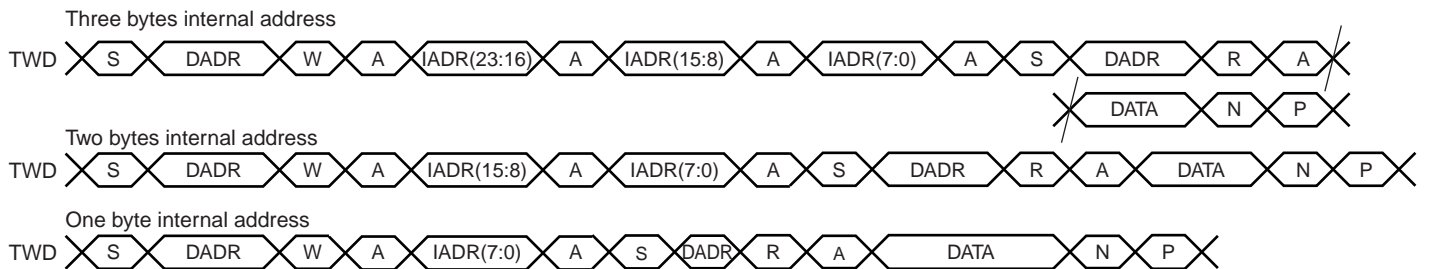 Three bytes internal address
TWD S DADR W A IADR(23:16) A IADR(15:8) A IADR(7:0) A S DADR R A
DATA N P
Two bytes internal address
TWD S DADR W A IADR(15:8) A IADR(7:0) A S DADR R A DATA N P
One byte internal address
TWD S DADR W A IADR(7:0) A S DADR R A DATA N P